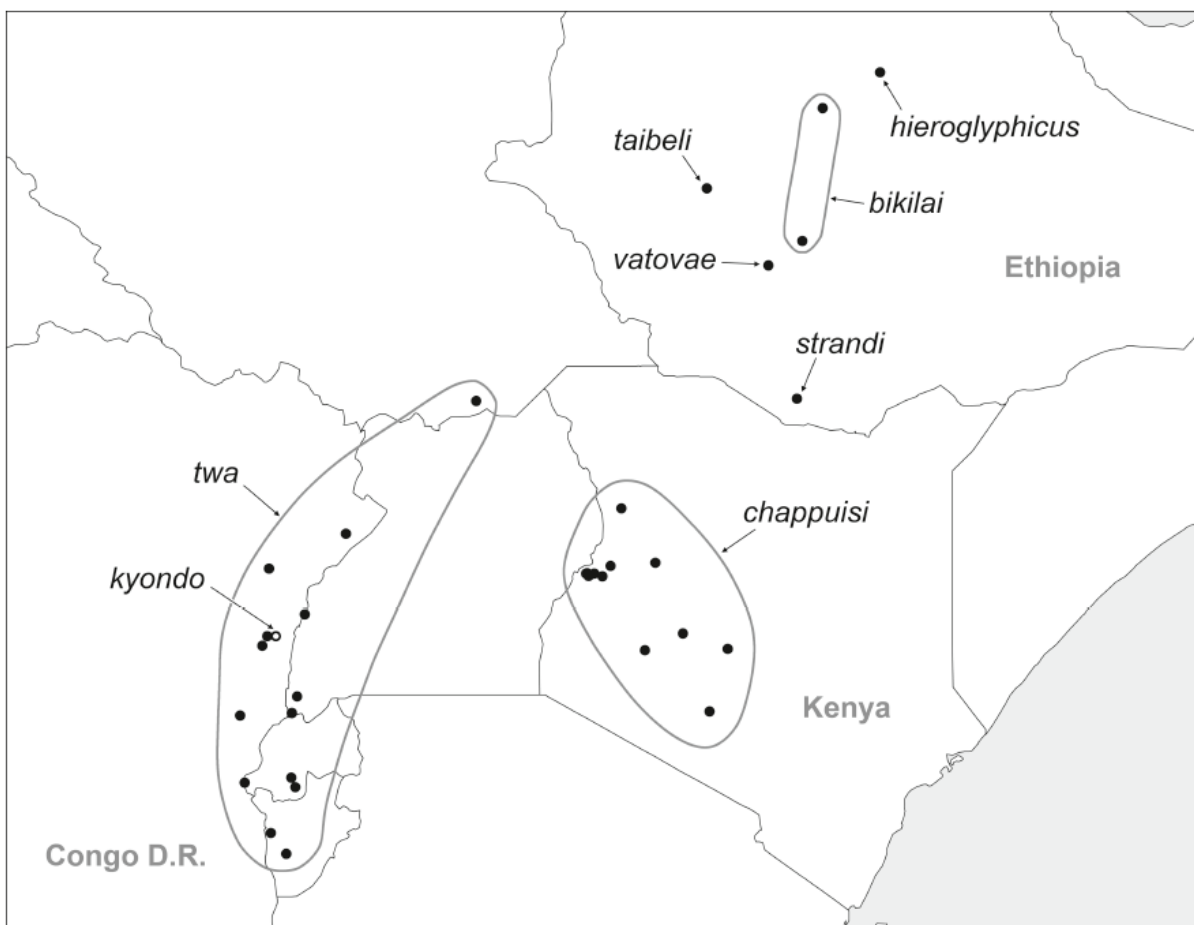 hieroglyphicus
taibeli
bikilai
vatovae
Ethiopia
strandi
twa
chappuisi
kyondo
Kenya
Congo D.R.